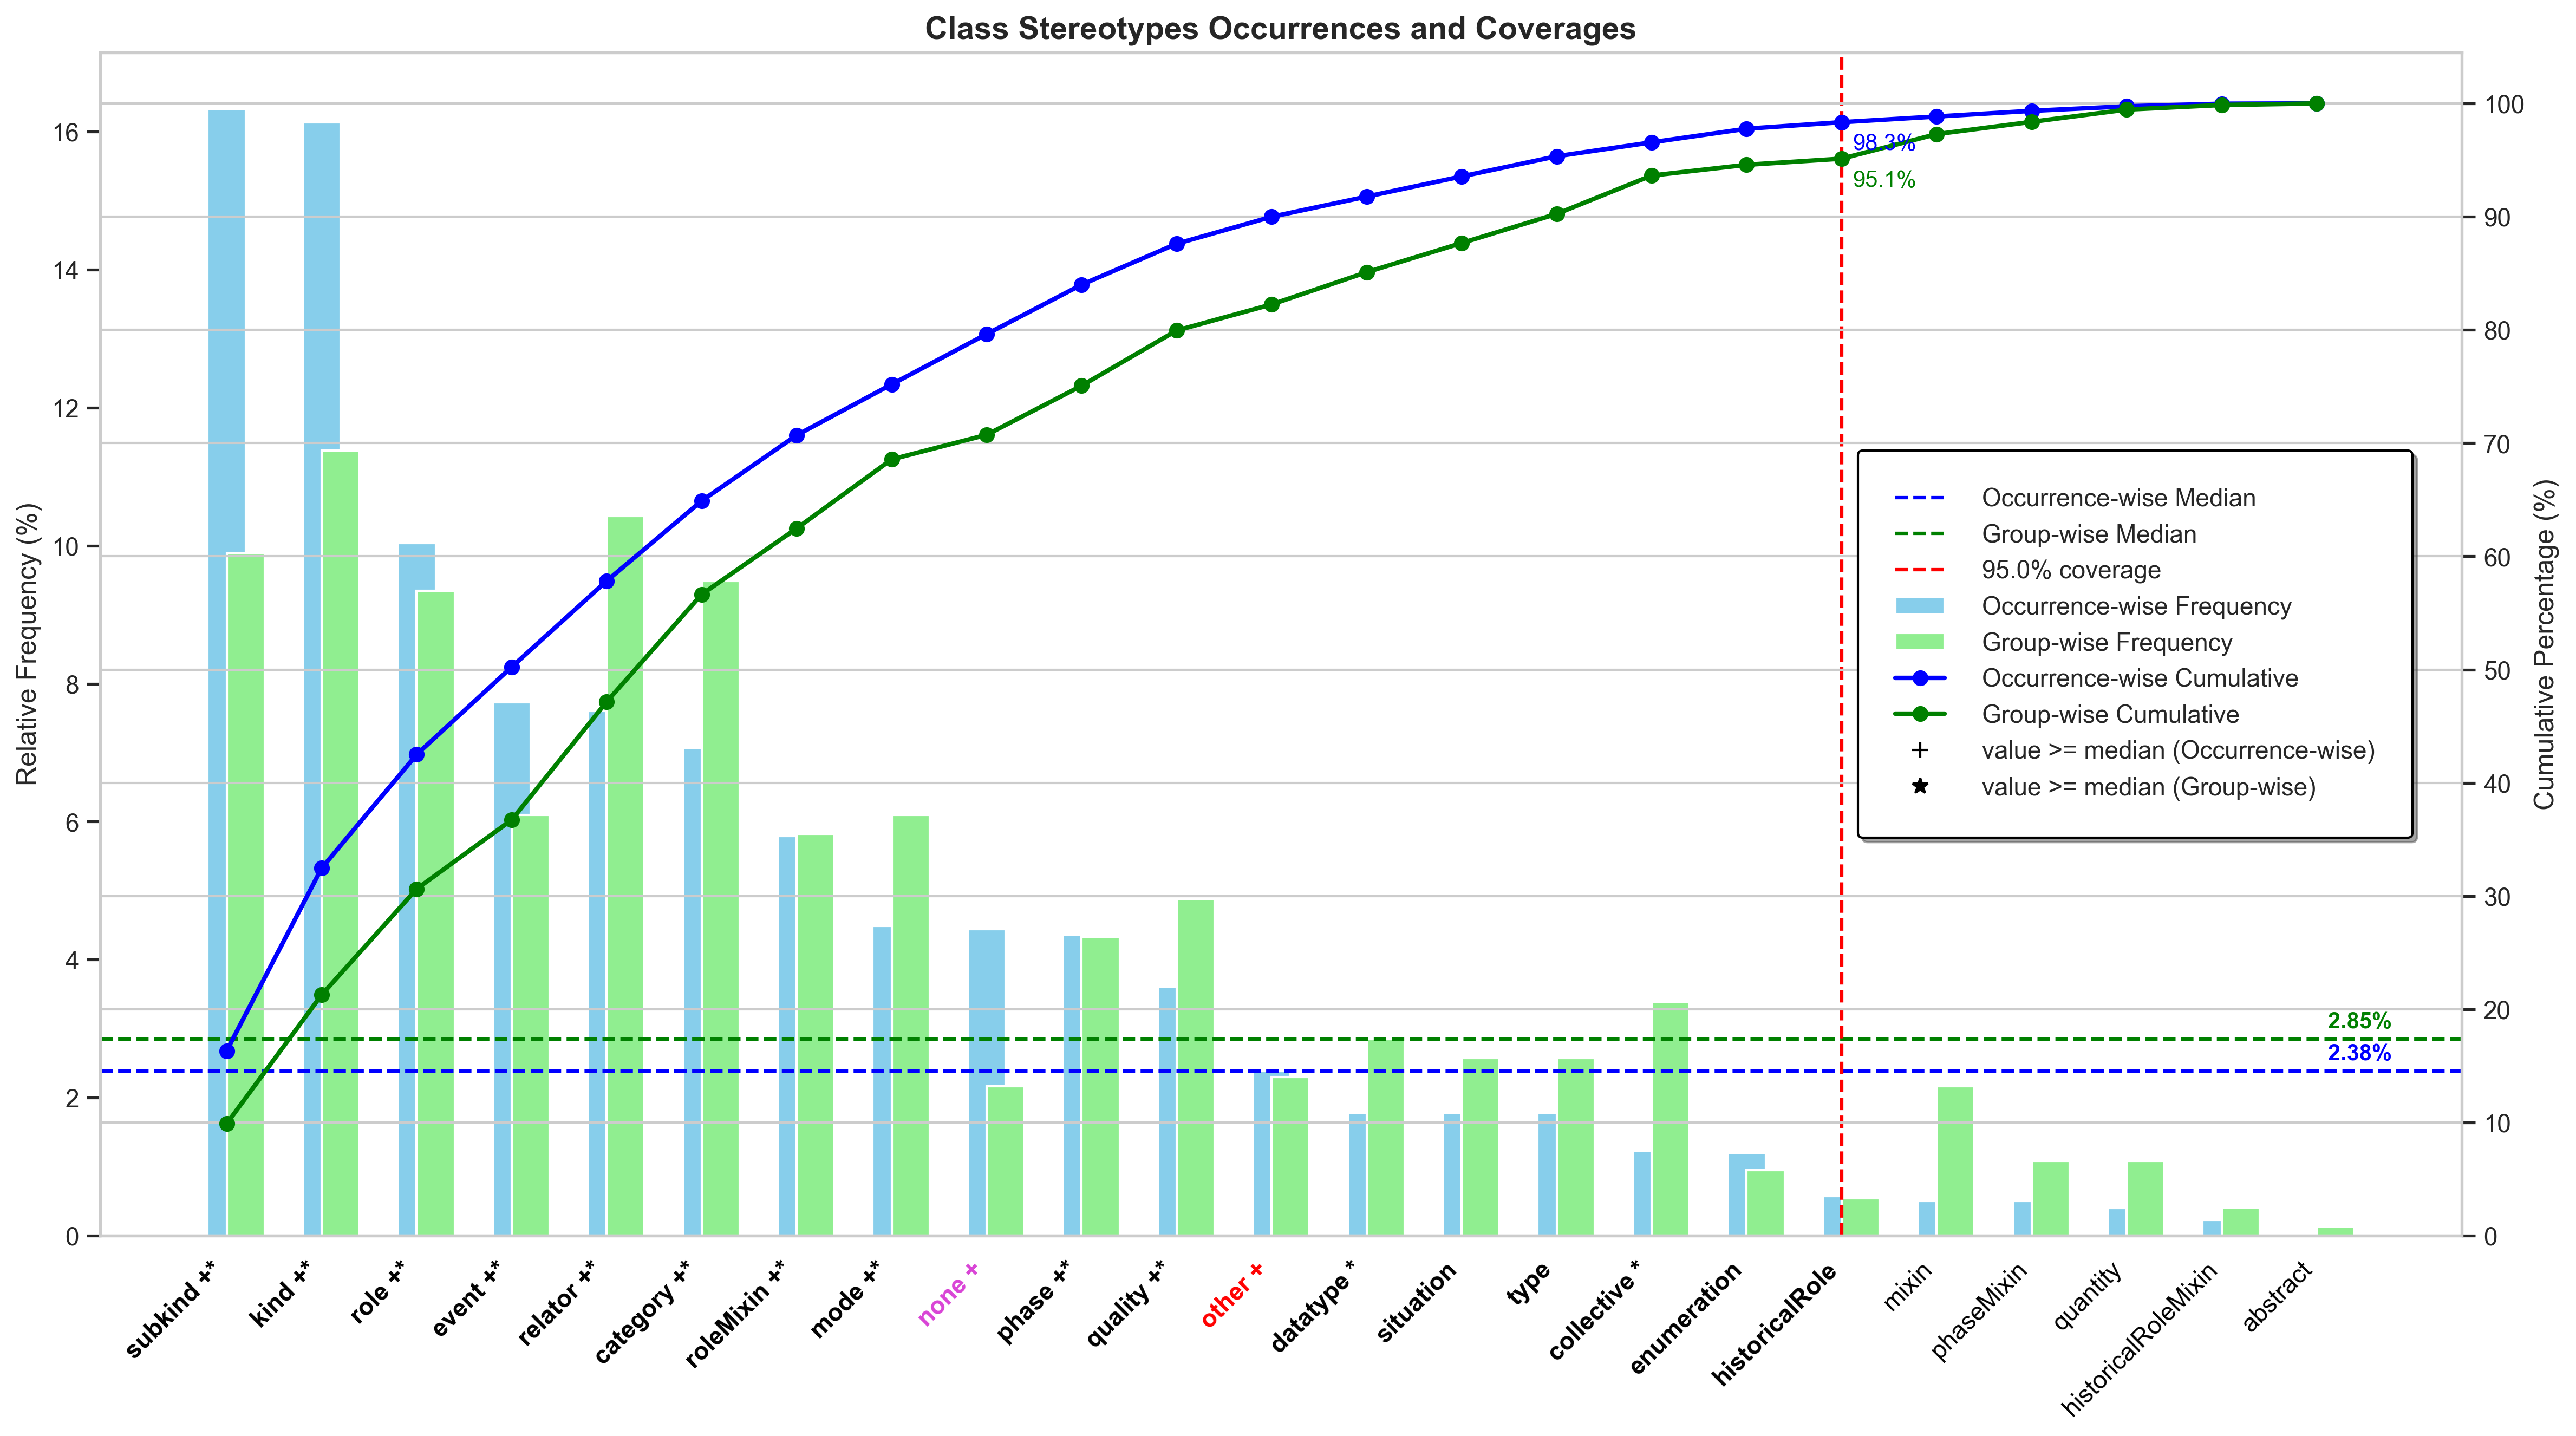 Class Stereotypes Occurrences and Coverages
Relative Frequency (%)
16
14
12
10
8
6
4
2
0
100
90
80
70
60
50
40
30
20
10
0
Cumulative Percentage (%)
98.3%
95.1%
Occurrence-wise Median
Group-wise Median
95.0% coverage
Occurrence-wise Frequency
Group-wise Frequency
Occurrence-wise Cumulative
Group-wise Cumulative
value >= median (Occurrence-wise)
value >= median (Group-wise)
2.85%
2.38%
subkind +*
kind +*
role +*
event +*
relator +*
category +*
roleMixin +*
mode +*
none +
phase +*
quality +*
other +
datatype *
situation
type
collective *
enumeration
historicalRole
mixin
phaseMixin
quantity
historicalRoleMixin
abstract